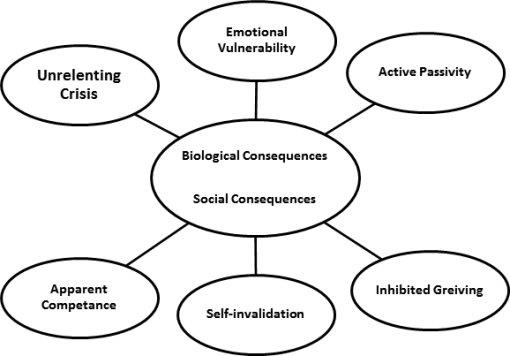 Emotional
Vulnerability
Unrelenting
Crisis
Active Passivity
Biological Consequences
Social Consequences
Apparent
Competance
Self-invalidation
Inhibited Greiving